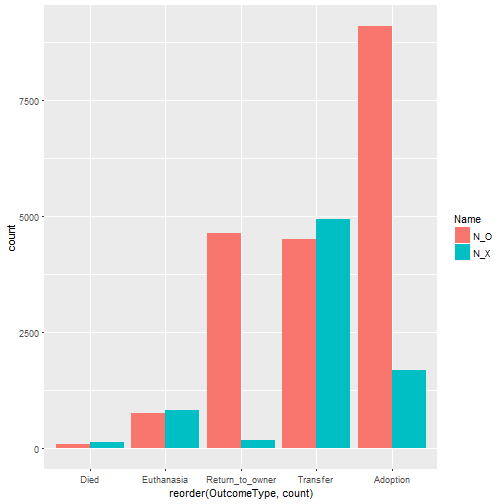 7500
5000
2500
0
count
Died
Euthanasia
Return_to_owner
Transfer
Adoption
reorder(OutcomeType, count)
Name
N_O
N_X